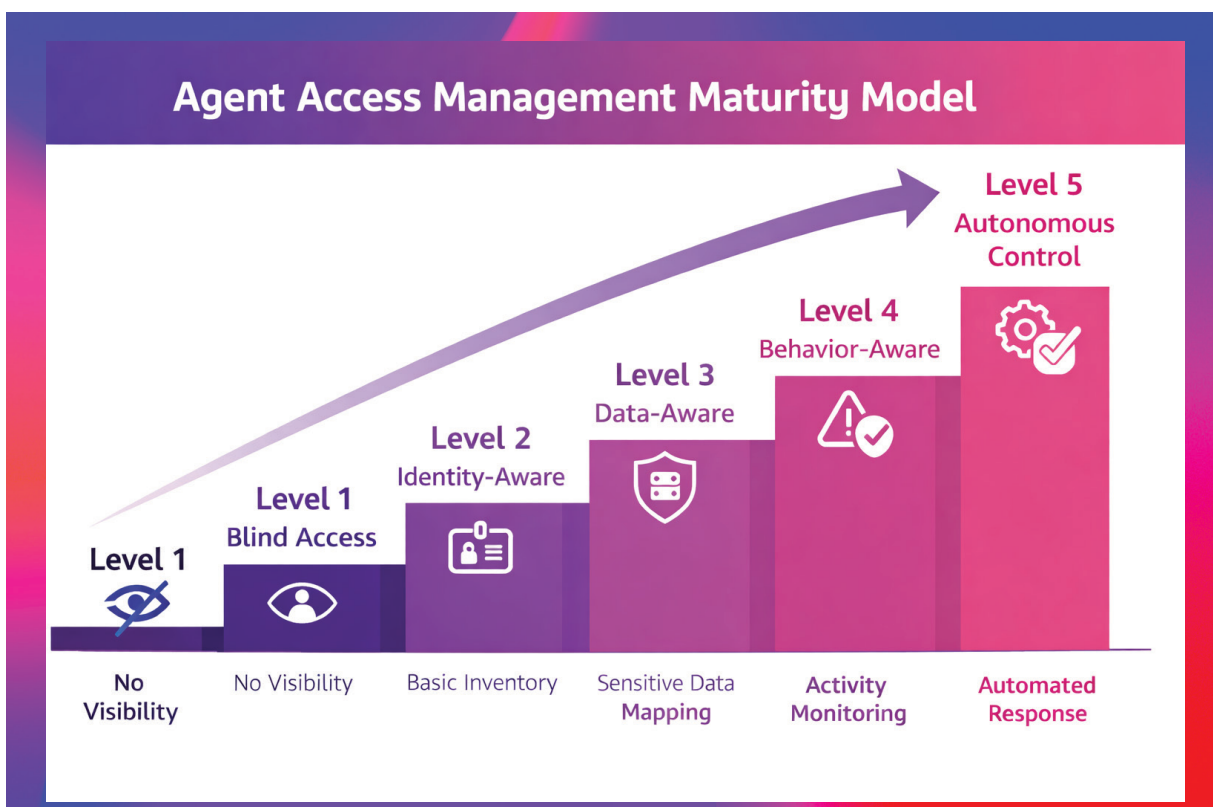 Agent Access Management Maturity Model
Level 1
No
Visibility
Level 1
Blind Access
No Visibility
Level 2
Identity-Aware
Basic Inventory
Level 3
Data-Aware
Sensitive Data
Mapping
Level 4
Behavior-Aware
Activity
Monitoring
Level 5
Autonomous
Control
Automated
Response